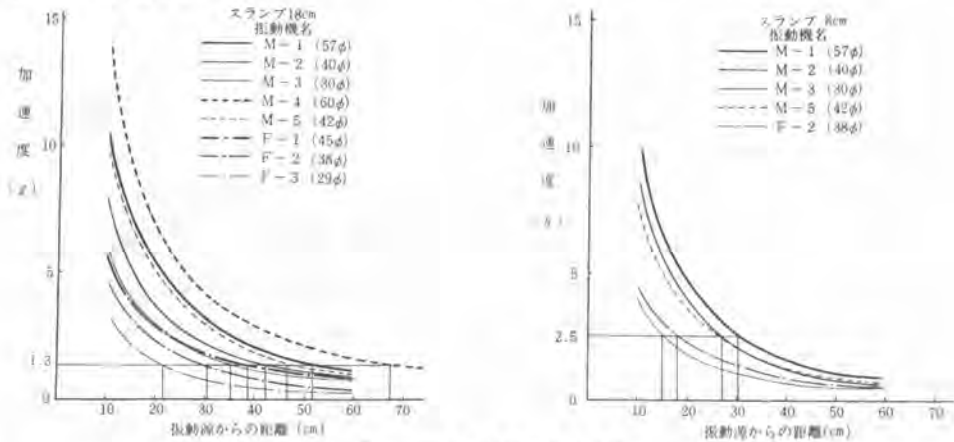 スランプ18cm
振動機名
M-1 (57φ)
M-2 (40φ)
M-3 (30φ)
M-4 (60φ)
M-5 (42φ)
F-1 (45φ)
F-2 (38φ)
F-3 (29φ)
加速度
(g)
15
10
5
0
10 20 30 40 50 60 70
振動源からの距離 (cm)
スランプ 8cm
振動機名
M-1 (57φ)
M-2 (40φ)
M-3 (30φ)
M-5 (42φ)
F-2 (38φ)
加速度
15
10
5
2.5
0
10 20 30 40 50 60 70
振動源からの距離(cm)